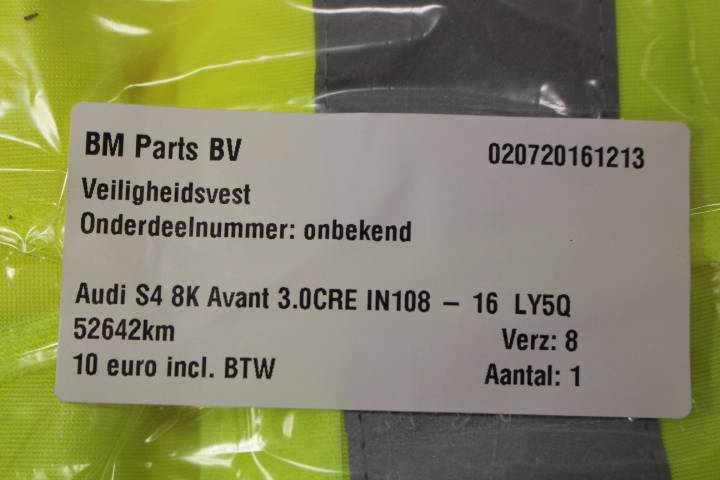 BM Parts BV 020720161213
Veiligheidsvest
Onderdeelnummer: onbekend
Audi S4 8K Avant 3.0CRE IN108 – 16 LY5Q
52642km Verz: 8
10 euro incl. BTW Aantal: 1